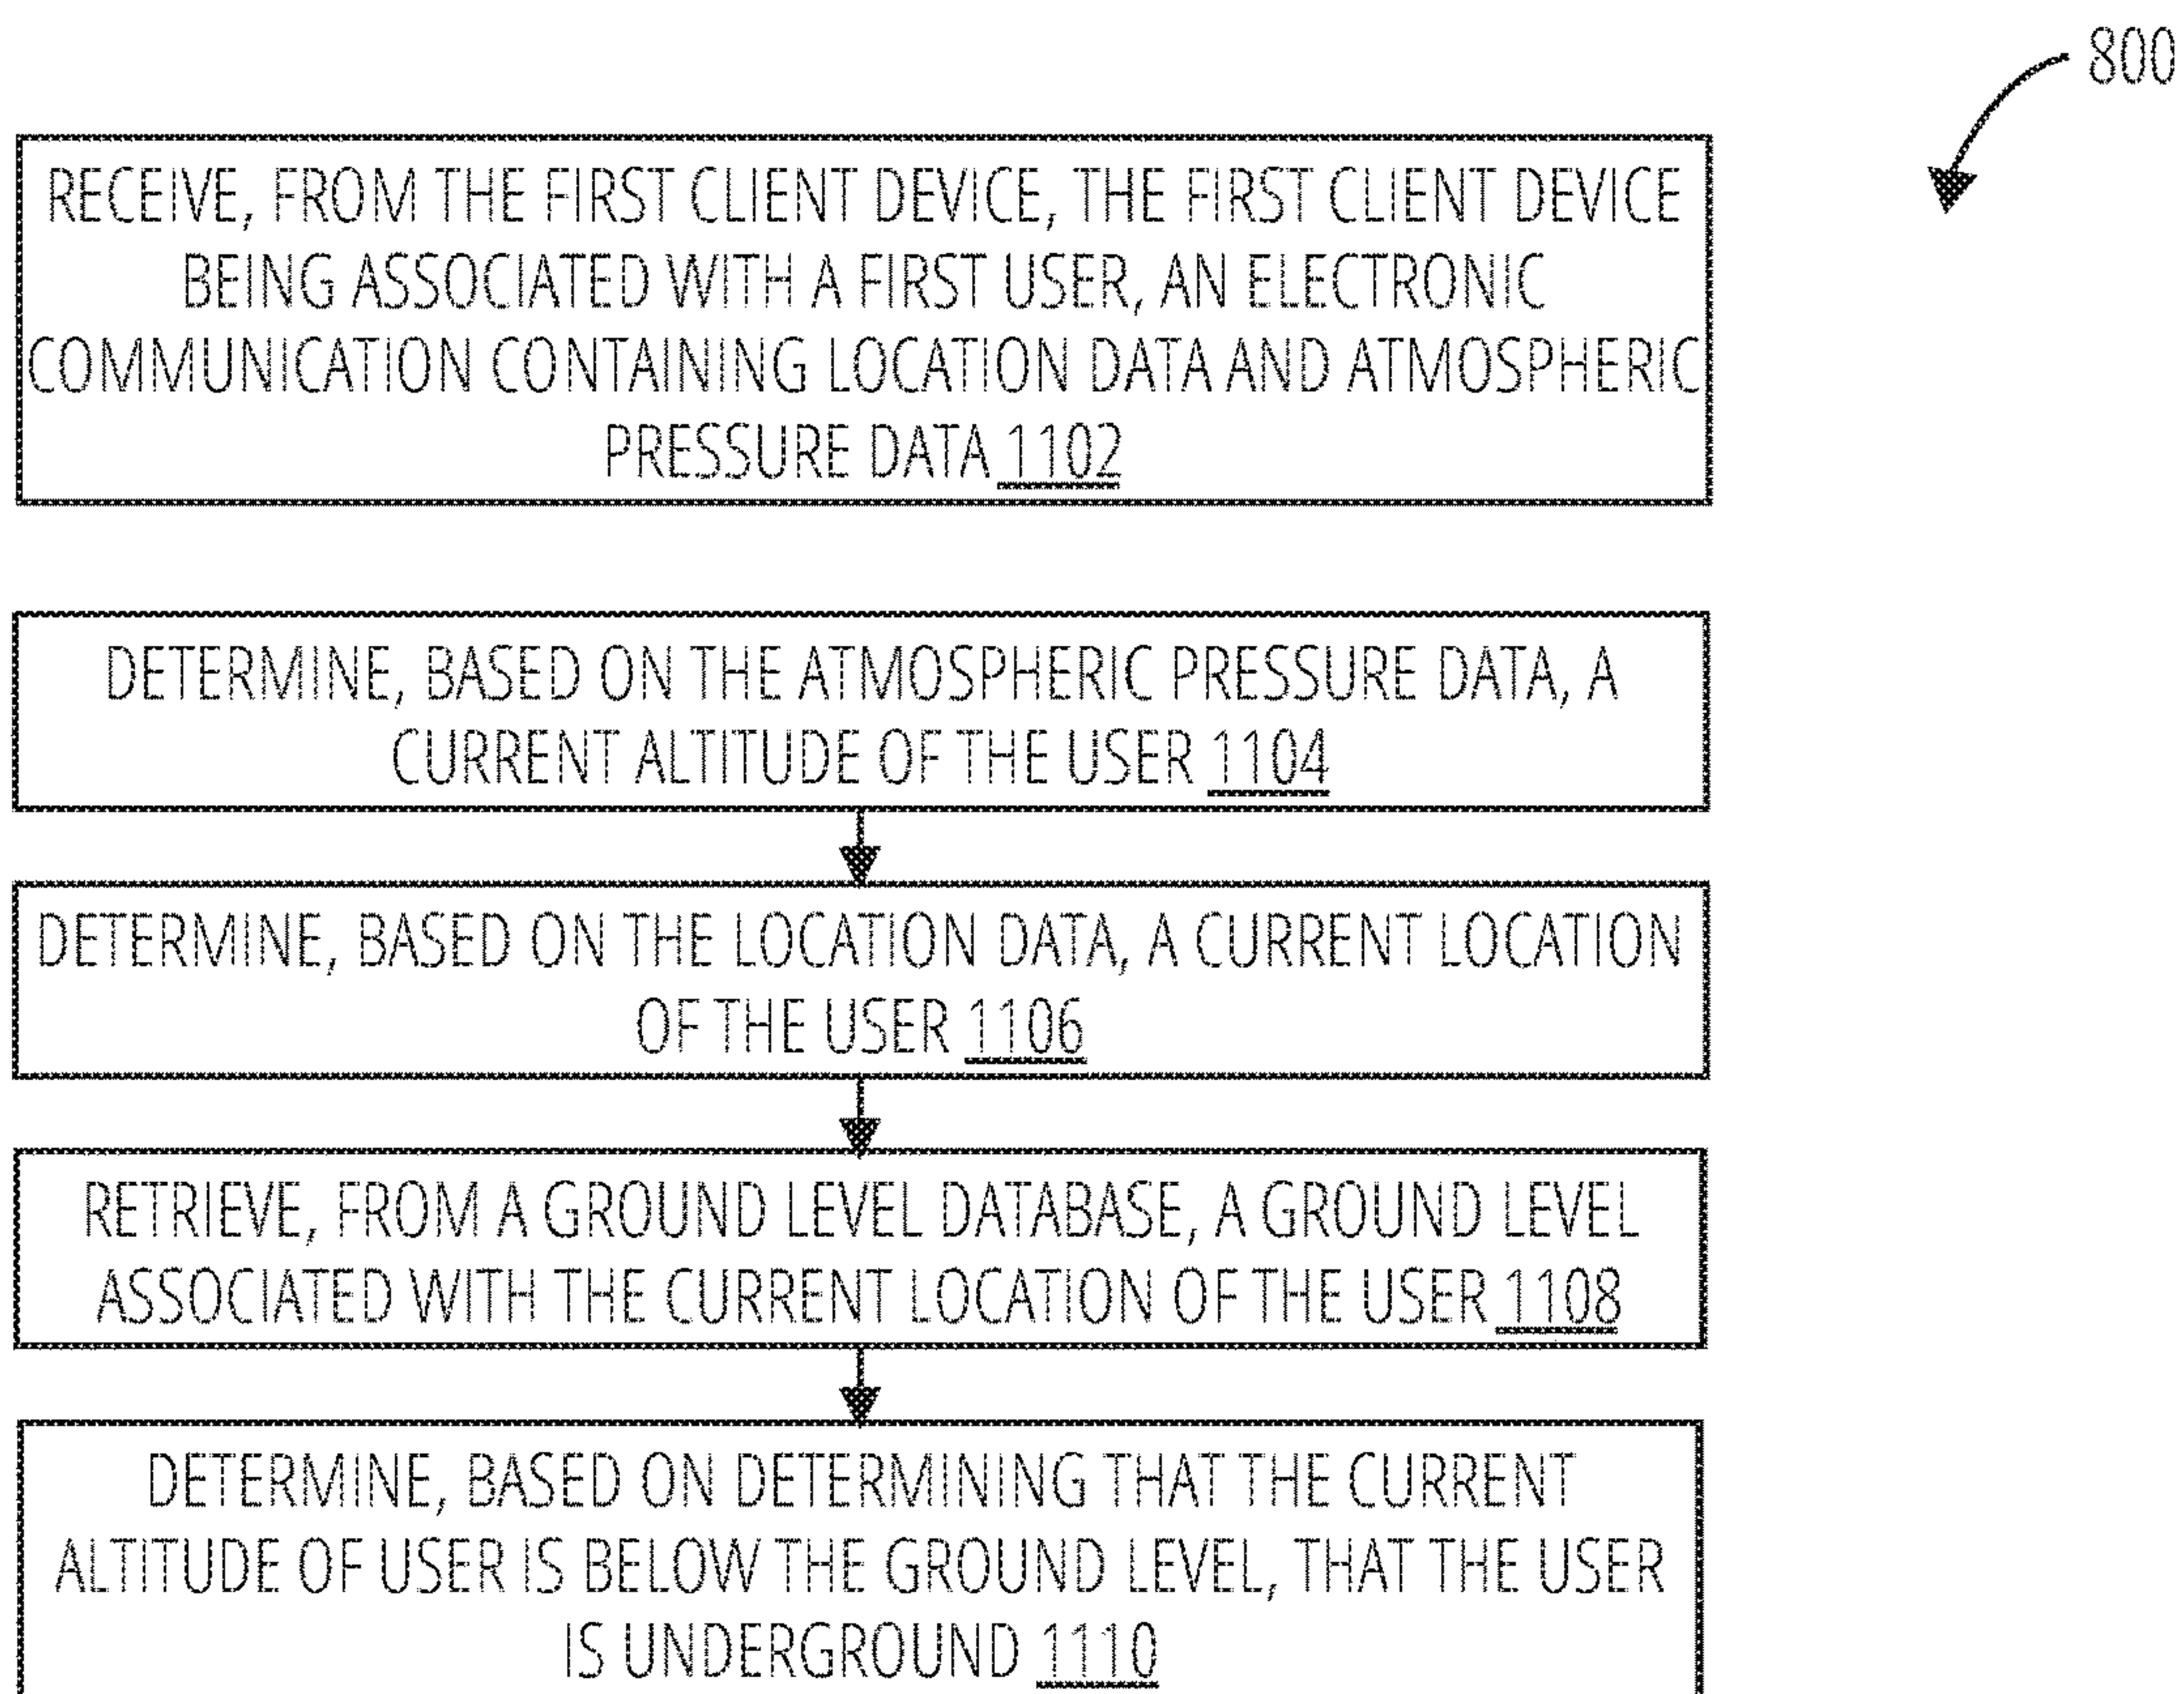 800
RECEIVE, FROM THE FIRST CLIENT DEVICE, THE FIRST CLIENT DEVICE
BEING ASSOCIATED WITH A FIRST USER, AN ELECTRONIC
COMMUNICATION CONTAINING LOCATION DATA AND ATMOSPHERIC
PRESSURE DATA 1102
DETERMINE, BASED ON THE ATMOSPHERIC PRESSURE DATA, A
CURRENT ALTITUDE OF THE USER 1104
DETERMINE, BASED ON THE LOCATION DATA, A CURRENT LOCATION
OF THE USER 1106
RETRIEVE, FROM A GROUND LEVEL DATABASE, A GROUND LEVEL
ASSOCIATED WITH THE CURRENT LOCATION OF THE USER 1108
DETERMINE, BASED ON DETERMINING THAT THE CURRENT
ALTITUDE OF USER IS BELOW THE GROUND LEVEL, THAT THE USER
IS UNDERGROUND 1110